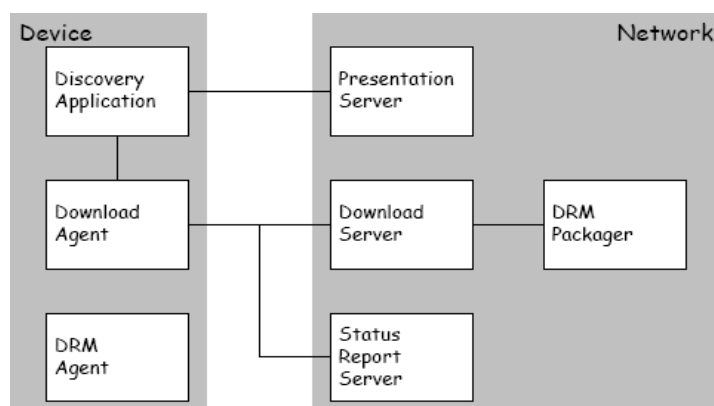 Device
Network
Discovery
Application
Presentation
Server
Download
Agent
Download
Server
DRM
Packager
DRM
Agent
Status
Report
Server